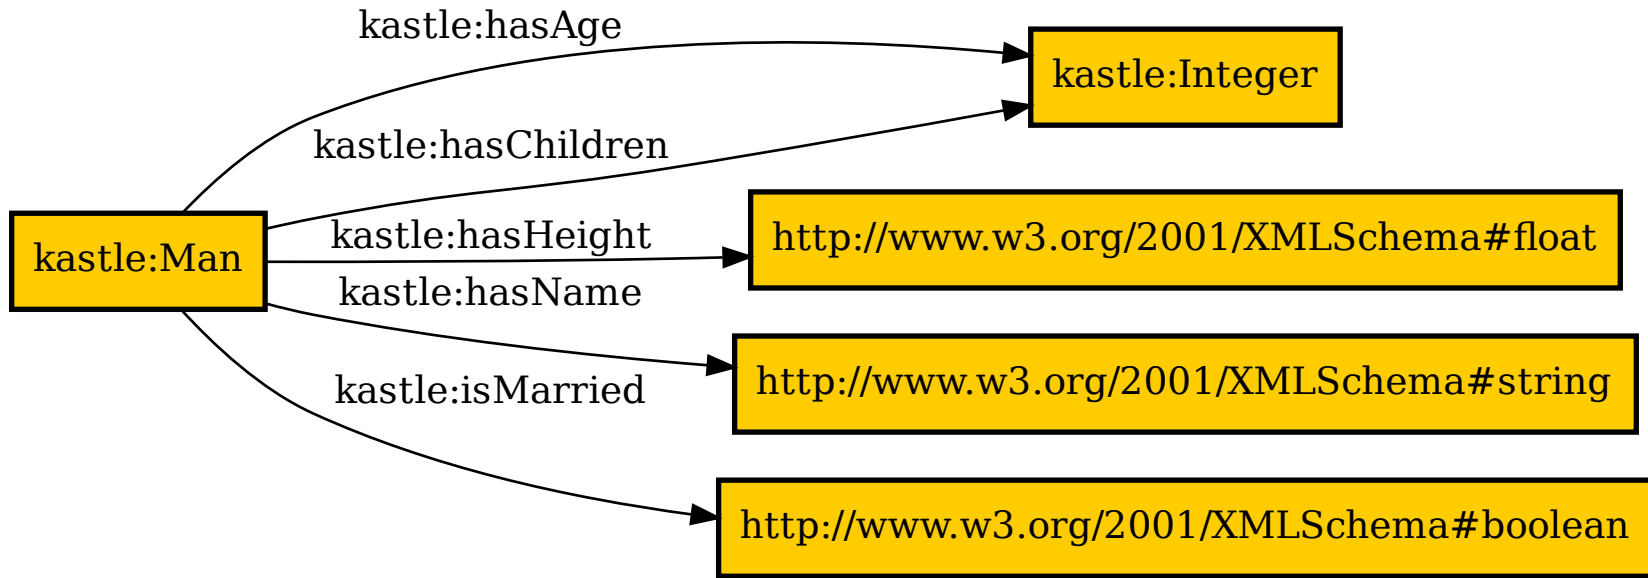 kastle:hasAge
kastle:Integer
kastle:hasChildren
kastle:Man
kastle:hasHeight
http://www.w3.org/2001/XMLSchema#float
kastle:hasName
http://www.w3.org/2001/XMLSchema#string
kastle:isMarried
http://www.w3.org/2001/XMLSchema#boolean